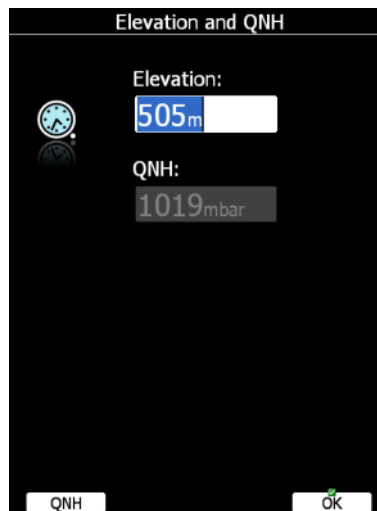 Elevation and QNH
Elevation:
505m
QNH:
1019mbar
QNH
OK